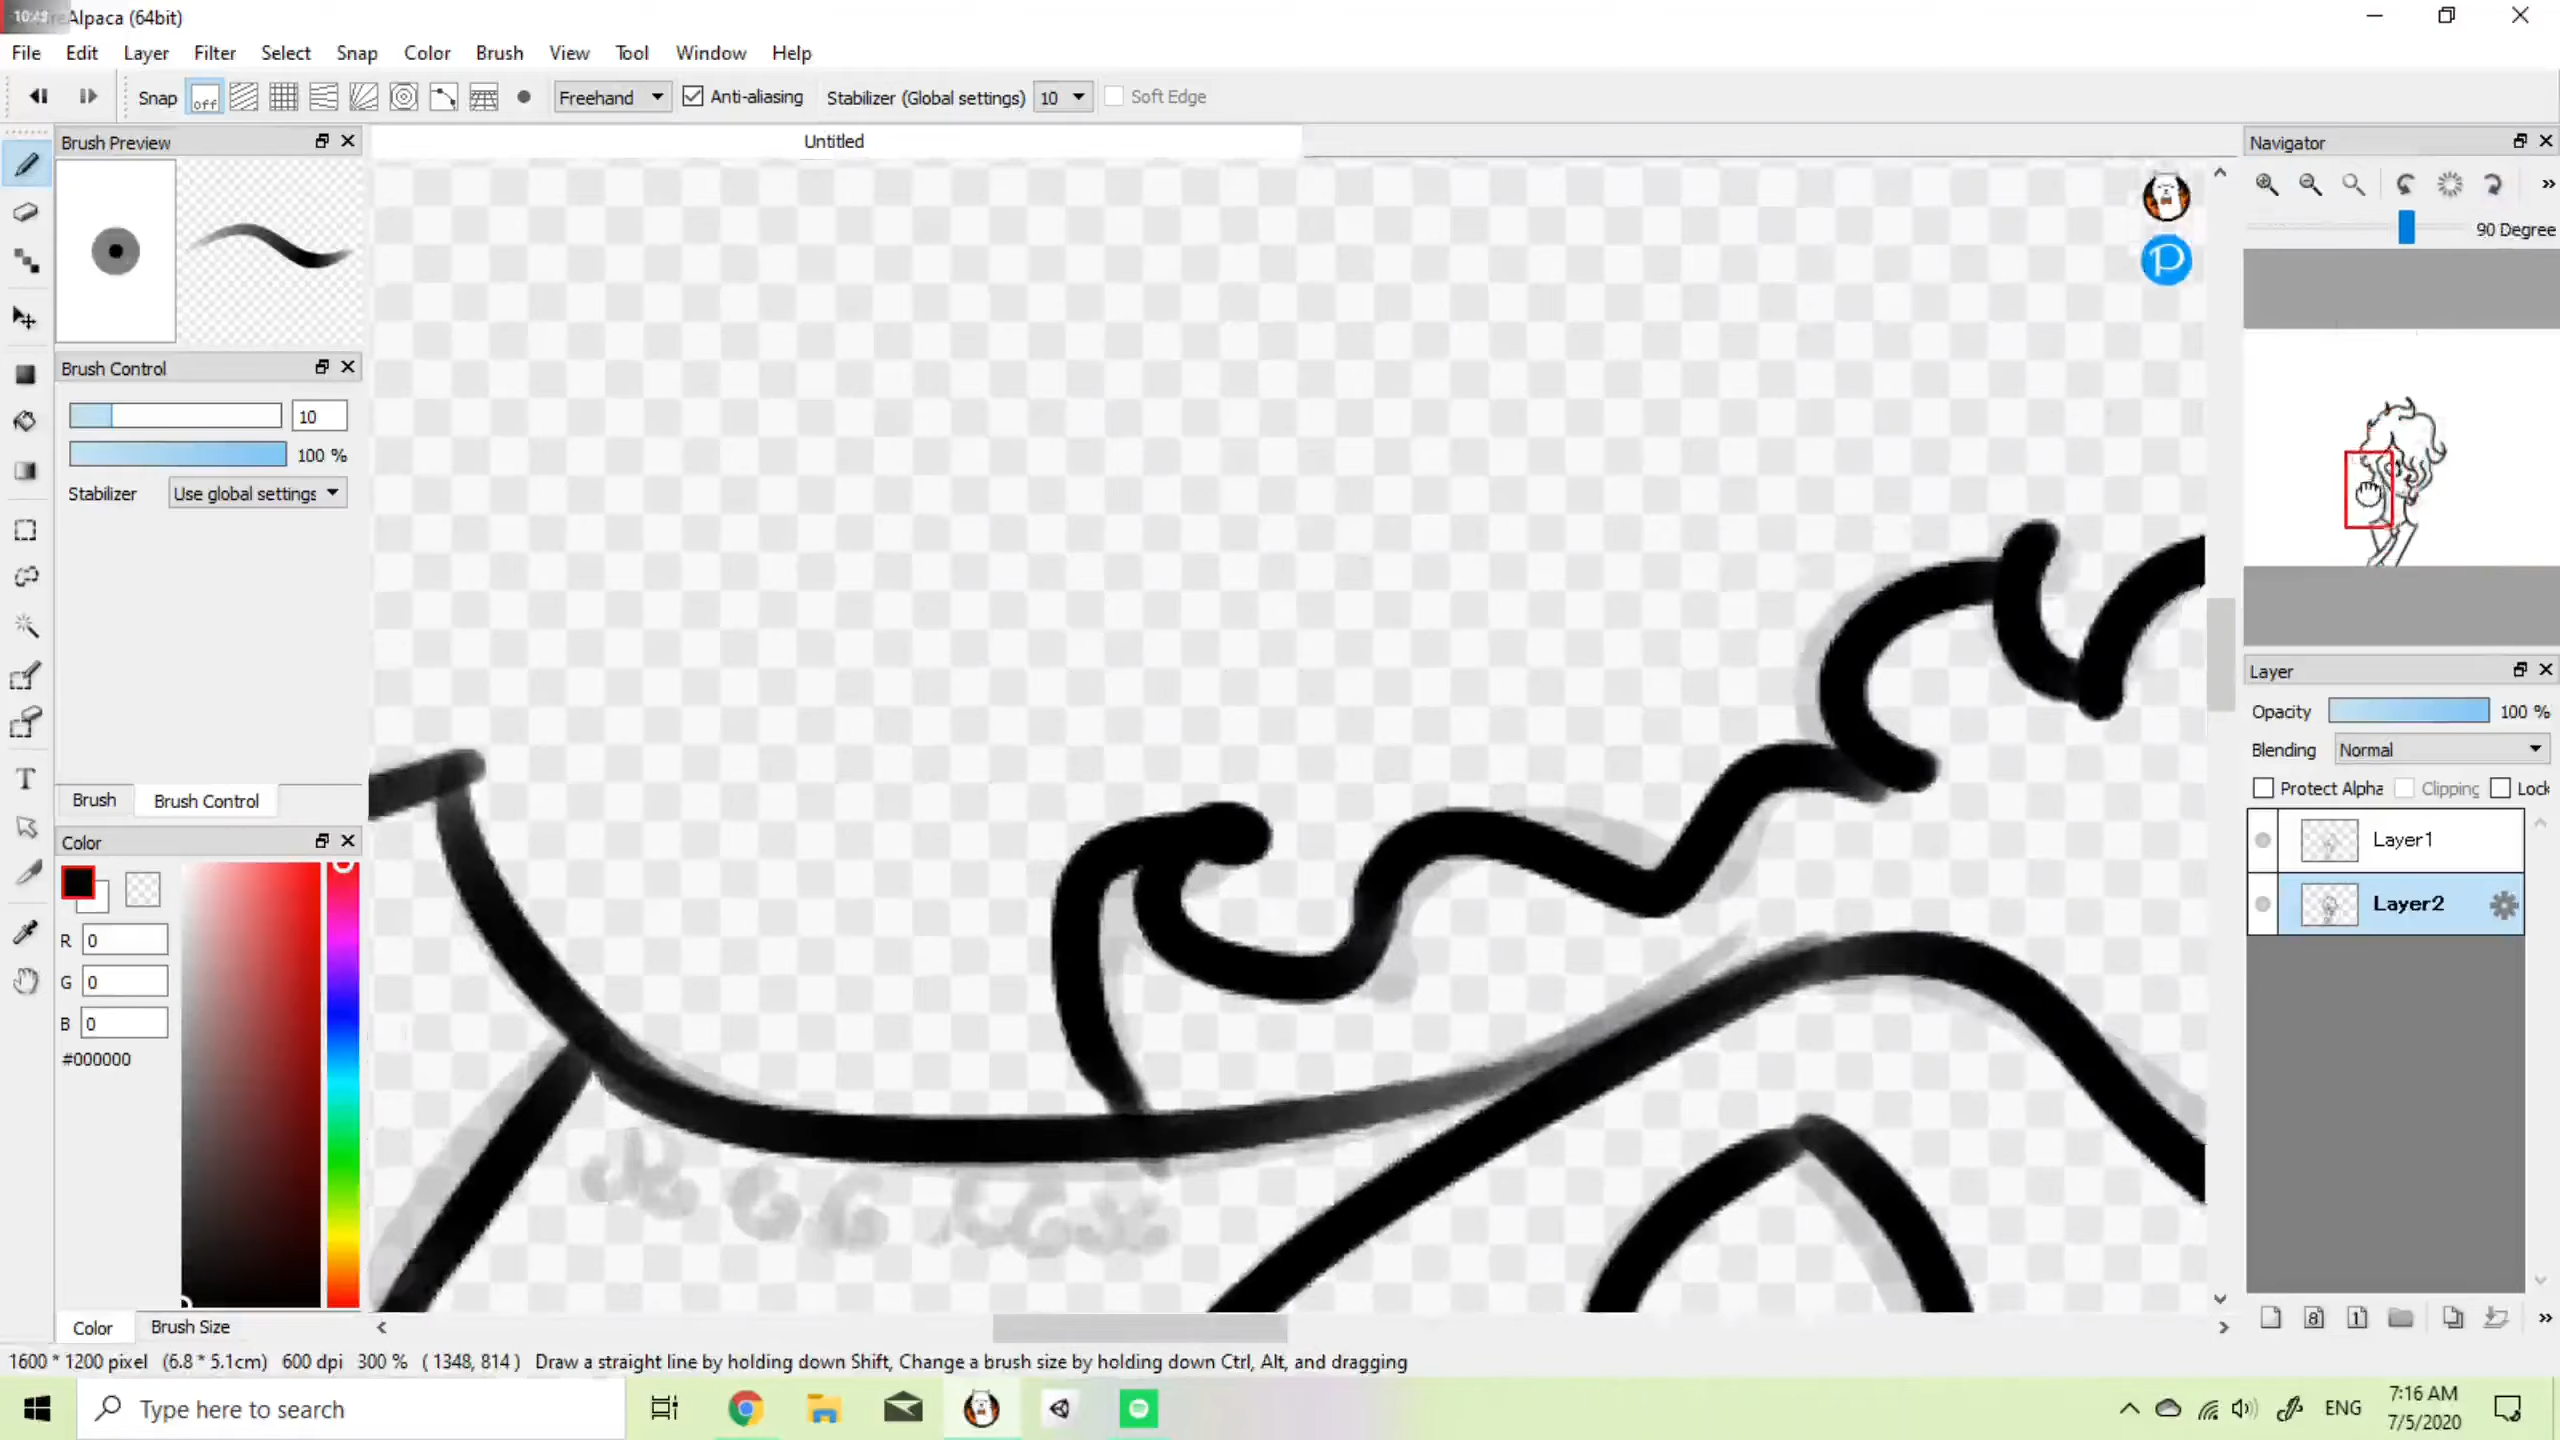 10:49
Alpaca (64bit)
File Edit Layer Filter Select Snap Color Brush View Tool Window Help
Snap off Freehand Anti-aliasing Stabilizer (Global settings) 10 Soft Edge
Brush Preview
Untitled
Navigator
90 Degree
Brush Control
10
100 %
Stabilizer Use global settings
Brush Brush Control
Color
R 0
G 0
B 0
#000000
Color Brush Size
Layer
Opacity 100 %
Blending Normal
Protect Alpha Clipping Lock
Layer1
Layer2
1600 * 1200 pixel (6.8 * 5.1cm) 600 dpi 300 % ( 1348, 814 ) Draw a straight line by holding down Shift, Change a brush size by holding down Ctrl, Alt, and dragging
Type here to search
ENG
7:16 AM
7/5/2020